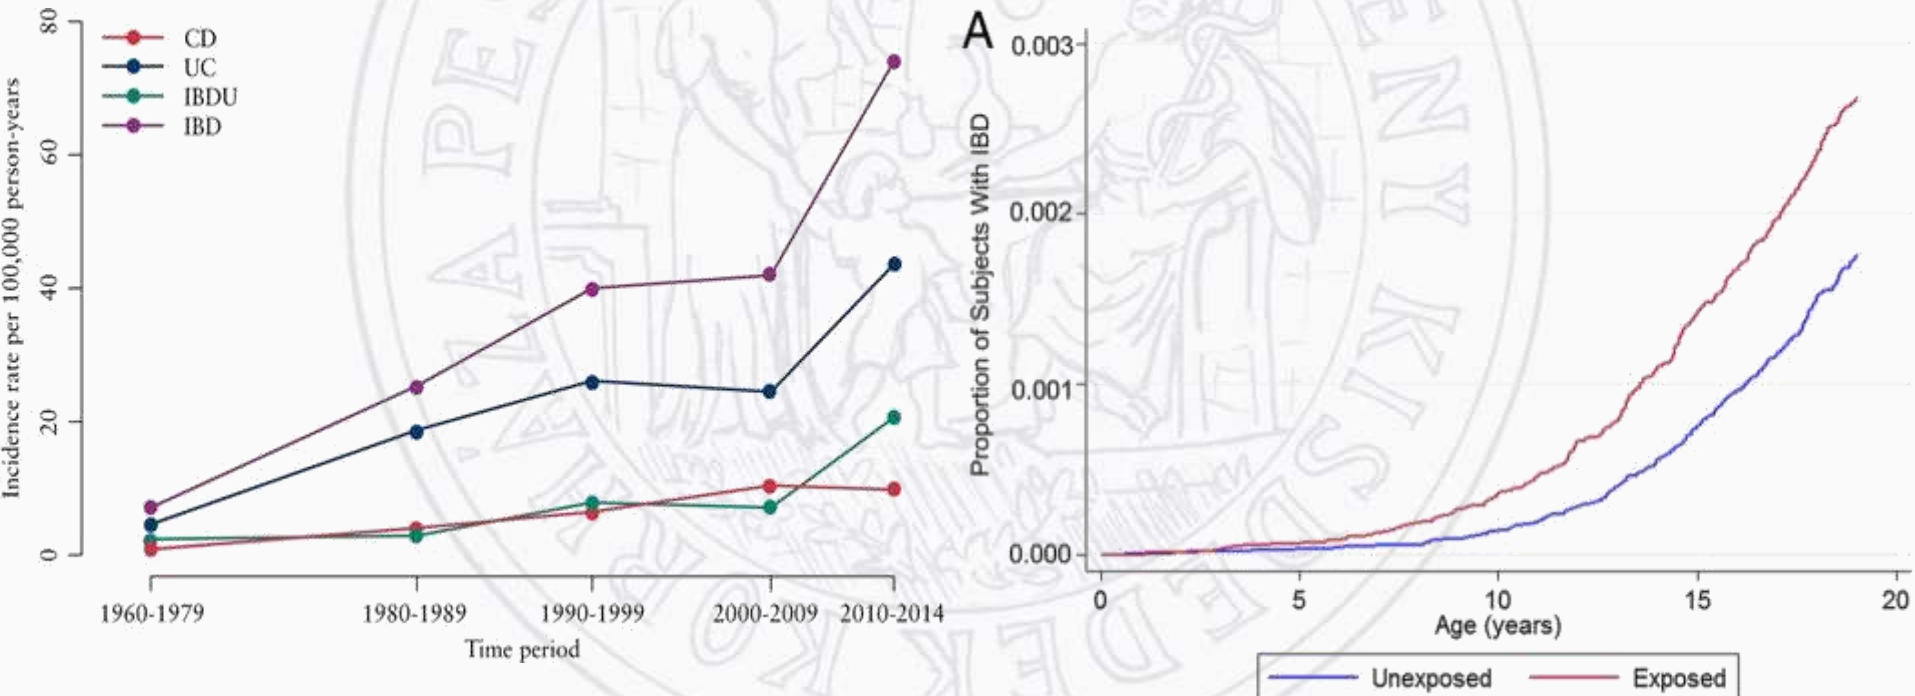 80
60
40
20
0
Incidence rate per 100,000 person-years
CD
UC
IBDU
IBD
1960-1979 1980-1989 1990-1999 2000-2009 2010-2014
Time period
A
0.003
0.002
0.001
0.000
Proportion of Subjects With IBD
0 5 10 15 20
Age (years)
Unexposed Exposed